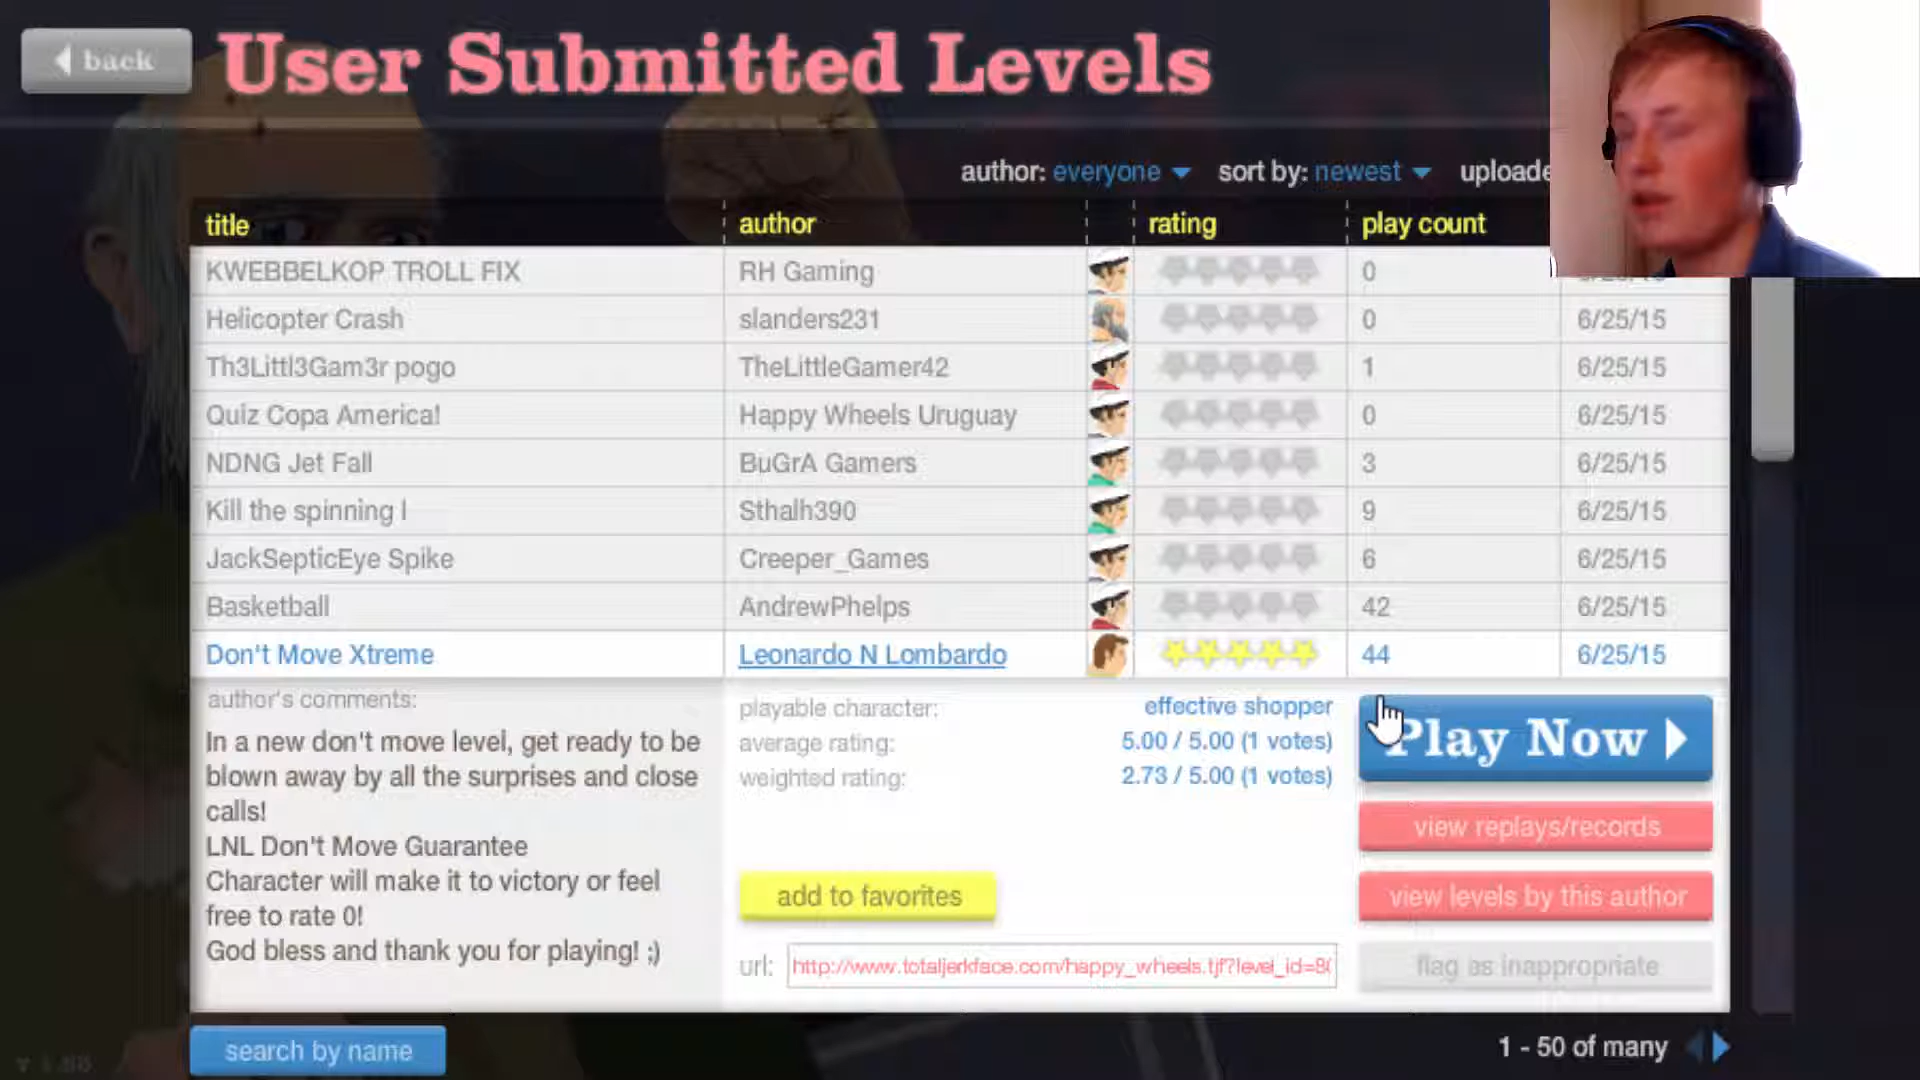 back
User Submitted Levels
author: everyone sort by: newest uploade
title author rating play count
KWEBBELKOP TROLL FIX RH Gaming 0
Helicopter Crash slanders231 0 6/25/15
Th3Littl3Gam3r pogo TheLittleGamer42 1 6/25/15
Quiz Copa America! Happy Wheels Uruguay 0 6/25/15
NDNG Jet Fall BuGrA Gamers 3 6/25/15
Kill the spinning I Sthalh390 9 6/25/15
JackSepticEye Spike Creeper_Games 6 6/25/15
Basketball AndrewPhelps 42 6/25/15
Don't Move Xtreme Leonardo N Lombardo 44 6/25/15
author's comments:
In a new don't move level, get ready to be
blown away by all the surprises and close
calls!
LNL Don't Move Guarantee
Character will make it to victory or feel
free to rate 0!
God bless and thank you for playing! ;)
playable character: effective shopper
average rating: 5.00 / 5.00 (1 votes)
weighted rating: 2.73 / 5.00 (1 votes)
add to favorites
url: http://www.totaljerkface.com/happy_wheels.tjf?level_id=8(
Play Now
view replays/records
view levels by this author
flag as inappropriate
search by name
1 - 50 of many